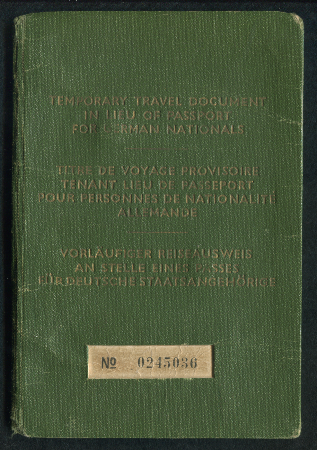 TEMPORARY TRAVEL DOCUMENT
IN LIEU OF PASSPORT
FOR GERMAN NATIONALS
TITRE DE VOYAGE PROVISOIRE
TENANT LIEU DE PASSEPORT
POUR PERSONNES DE NATIONALITÉ
ALLEMANDE
VORLÄUFIGER REISEAUSWEIS
AN STELLE EINES PASSES
FÜR DEUTSCHE STAATSANGEHÖRIGE
Nº 0245036